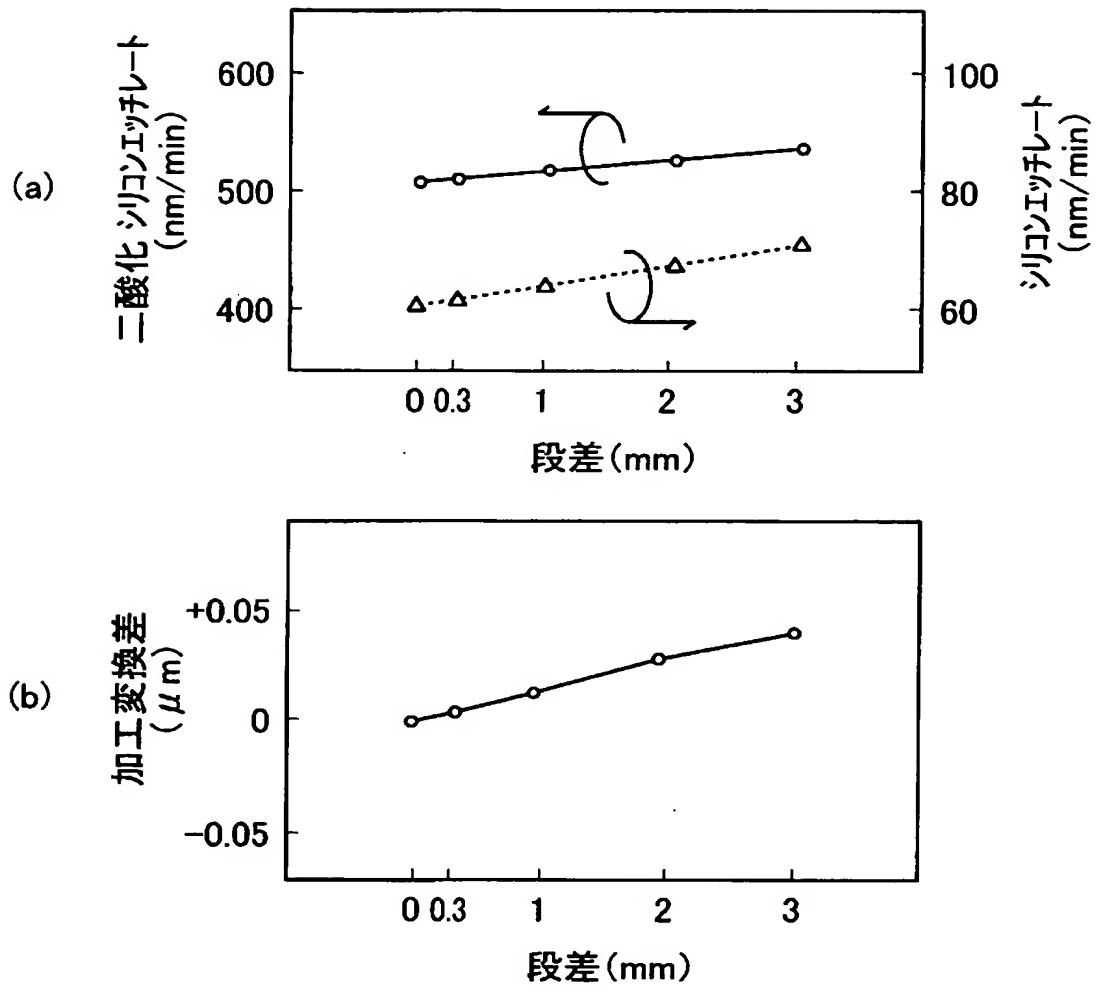 (a)
二酸化シリコンエッチレート
(nm/min)
600
500
400
100
80
60
シリコンエッチレート
(nm/min)
0 0.3 1 2 3
段差(mm)
(b)
加工変換差
(μm)
+0.05
0
−0.05
0 0.3 1 2 3
段差(mm)